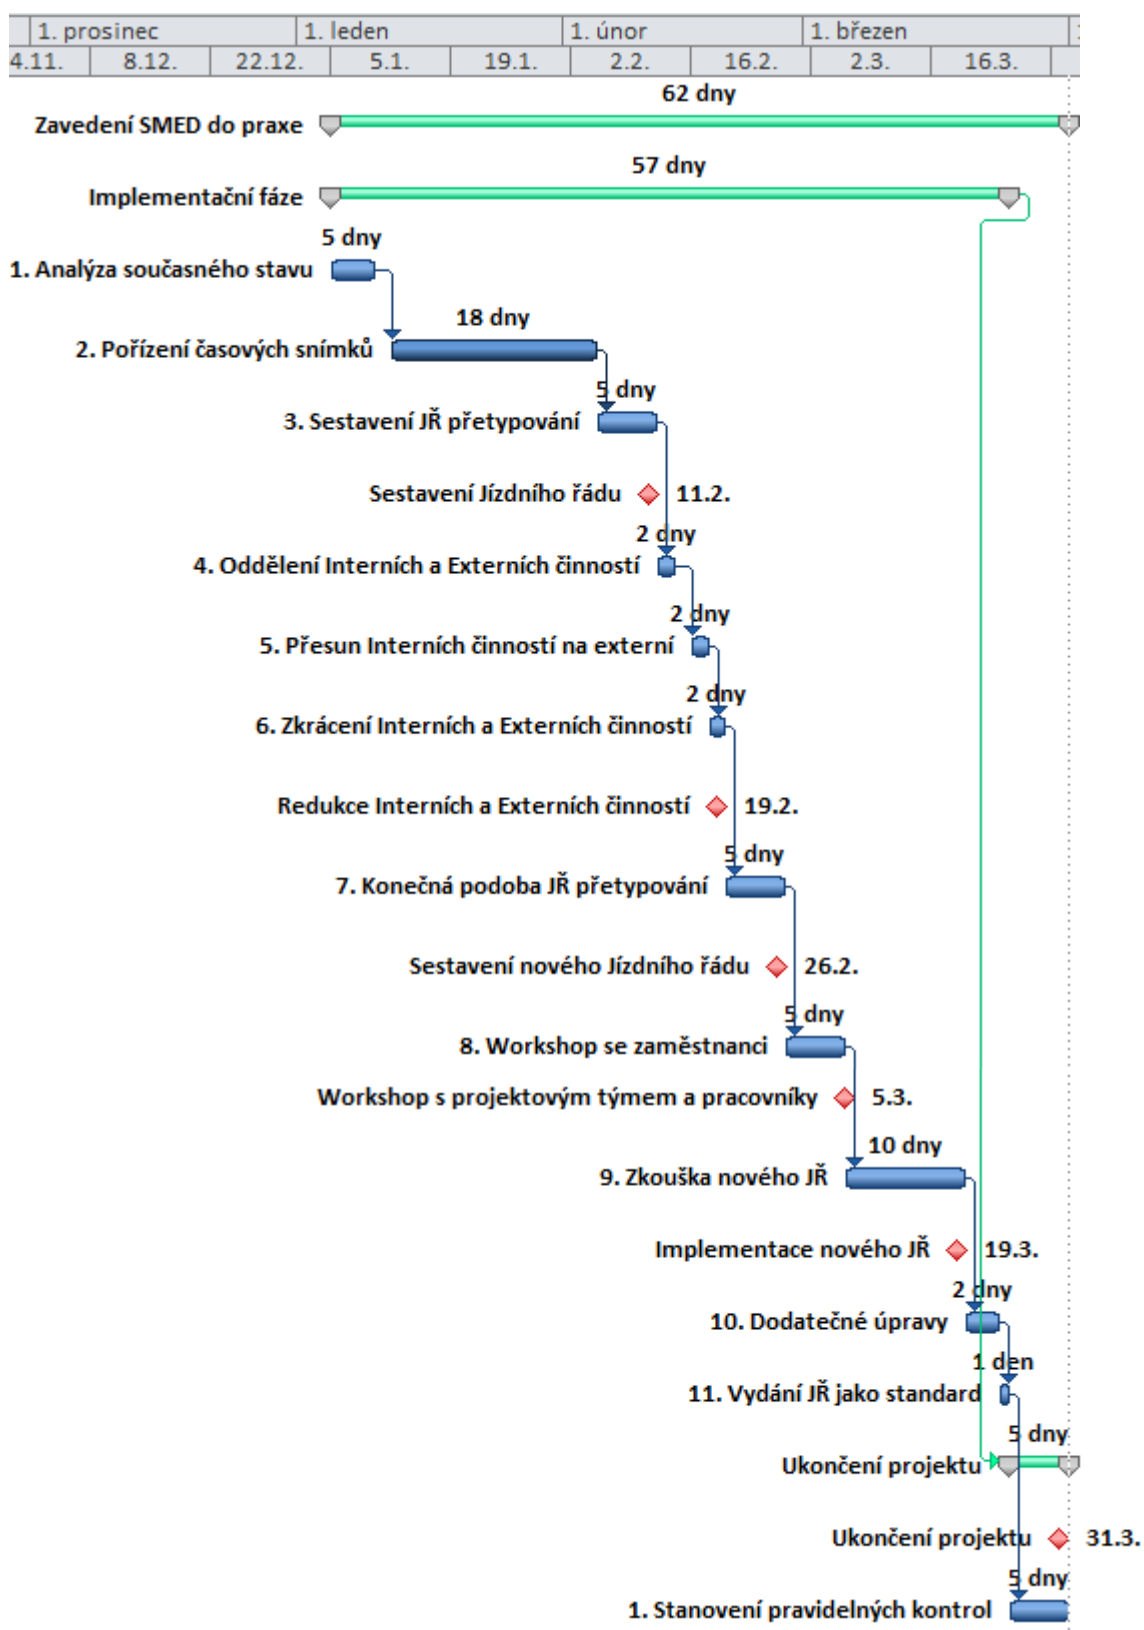 1. prosinec 1. leden 1. únor 1. březen
4.11. 8.12. 22.12. 5.1. 19.1. 2.2. 16.2. 2.3. 16.3.
62 dny
Zavedení SMED do praxe
57 dny
Implementační fáze
5 dny
1. Analýza současného stavu
18 dny
2. Pořízení časových snímků
5 dny
3. Sestavení JŘ přetypování
Sestavení Jízdního řádu 11.2.
2 dny
4. Oddělení Interních a Externích činností
2 dny
5. Přesun Interních činností na externí
2 dny
6. Zkrácení Interních a Externích činností
Redukce Interních a Externích činností 19.2.
5 dny
7. Konečná podoba JŘ přetypování
Sestavení nového Jízdního řádu 26.2.
5 dny
8. Workshop se zaměstnanci
Workshop s projektovým týmem a pracovníky 5.3.
10 dny
9. Zkouška nového JŘ
Implementace nového JŘ 19.3.
2 dny
10. Dodatečné úpravy
1 den
11. Vydání JŘ jako standard
5 dny
Ukončení projektu
Ukončení projektu 31.3.
5 dny
1. Stanovení pravidelných kontrol